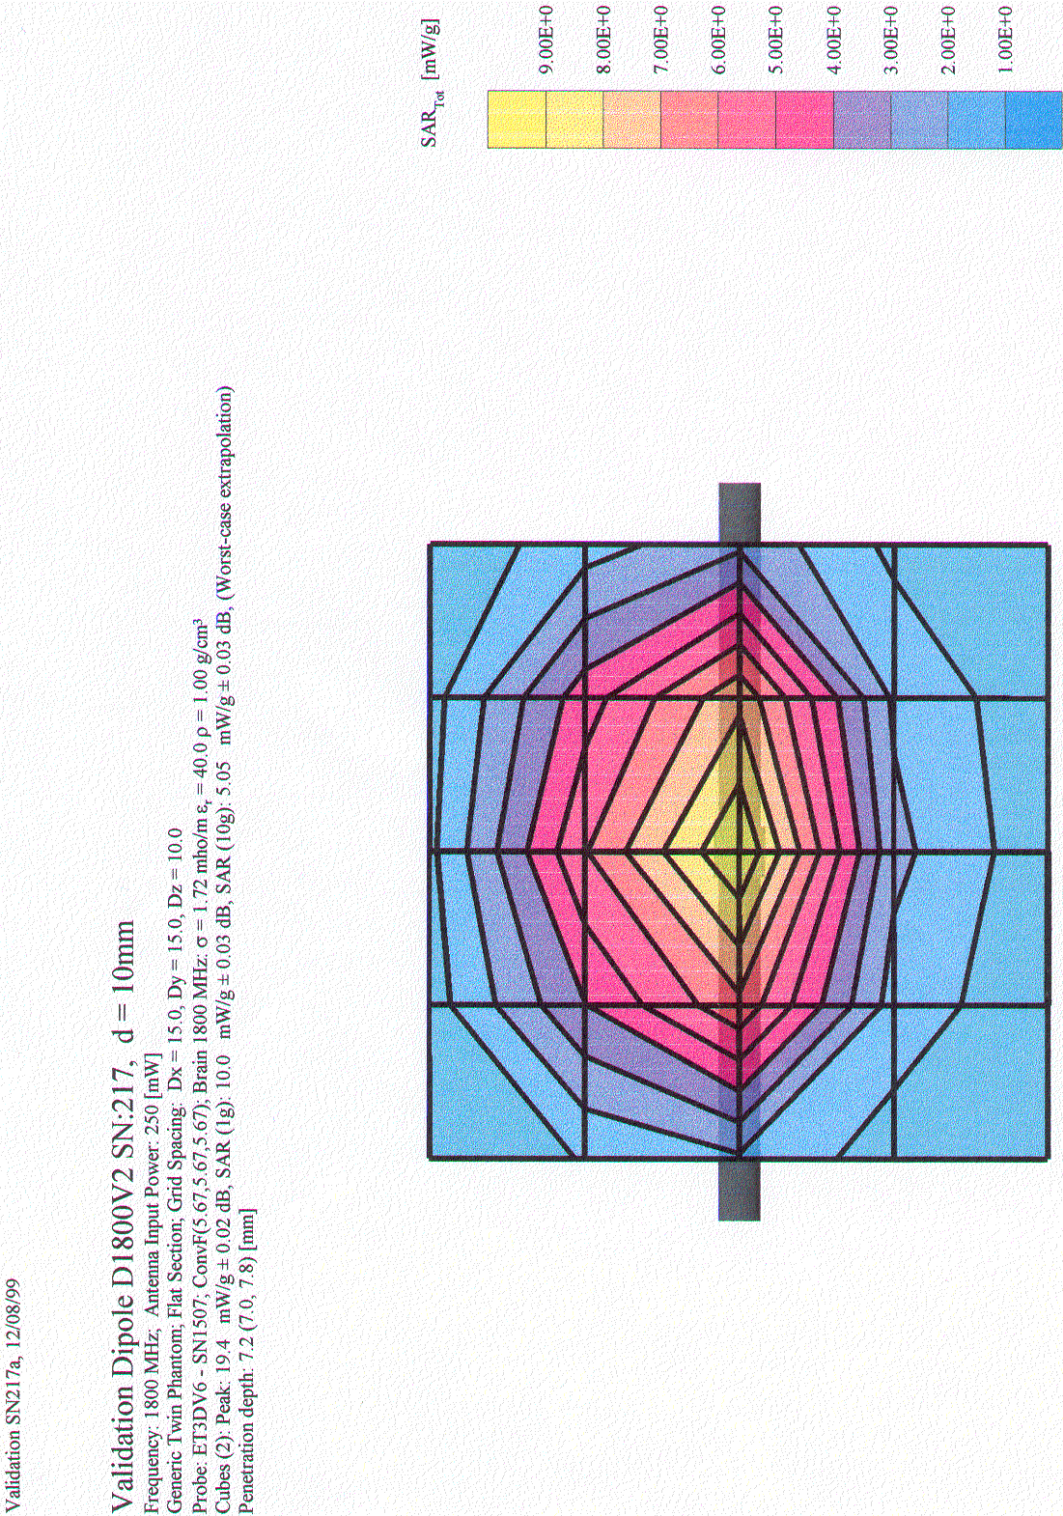 Validation SN217a, 12/08/99
Validation Dipole D1800V2 SN:217, d = 10mm
Frequency: 1800 MHz; Antenna Input Power: 250 [mW]
Generic Twin Phantom; Flat Section; Grid Spacing: Dx = 15.0, Dy = 15.0, Dz = 10.0
Probe: ET3DV6 - SN1507; ConvF(5.67,5.67,5.67); Brain 1800 MHz: σ = 1.72 mho/m εr = 40.0 ρ = 1.00 g/cm³
Cubes (2): Peak: 19.4 mW/g ± 0.02 dB, SAR (1g): 10.0 mW/g ± 0.03 dB, SAR (10g): 5.05 mW/g ± 0.03 dB, (Worst-case extrapolation)
Penetration depth: 7.2 (7.0, 7.8) [mm]
SARTot [mW/g]
9.00E+0
8.00E+0
7.00E+0
6.00E+0
5.00E+0
4.00E+0
3.00E+0
2.00E+0
1.00E+0